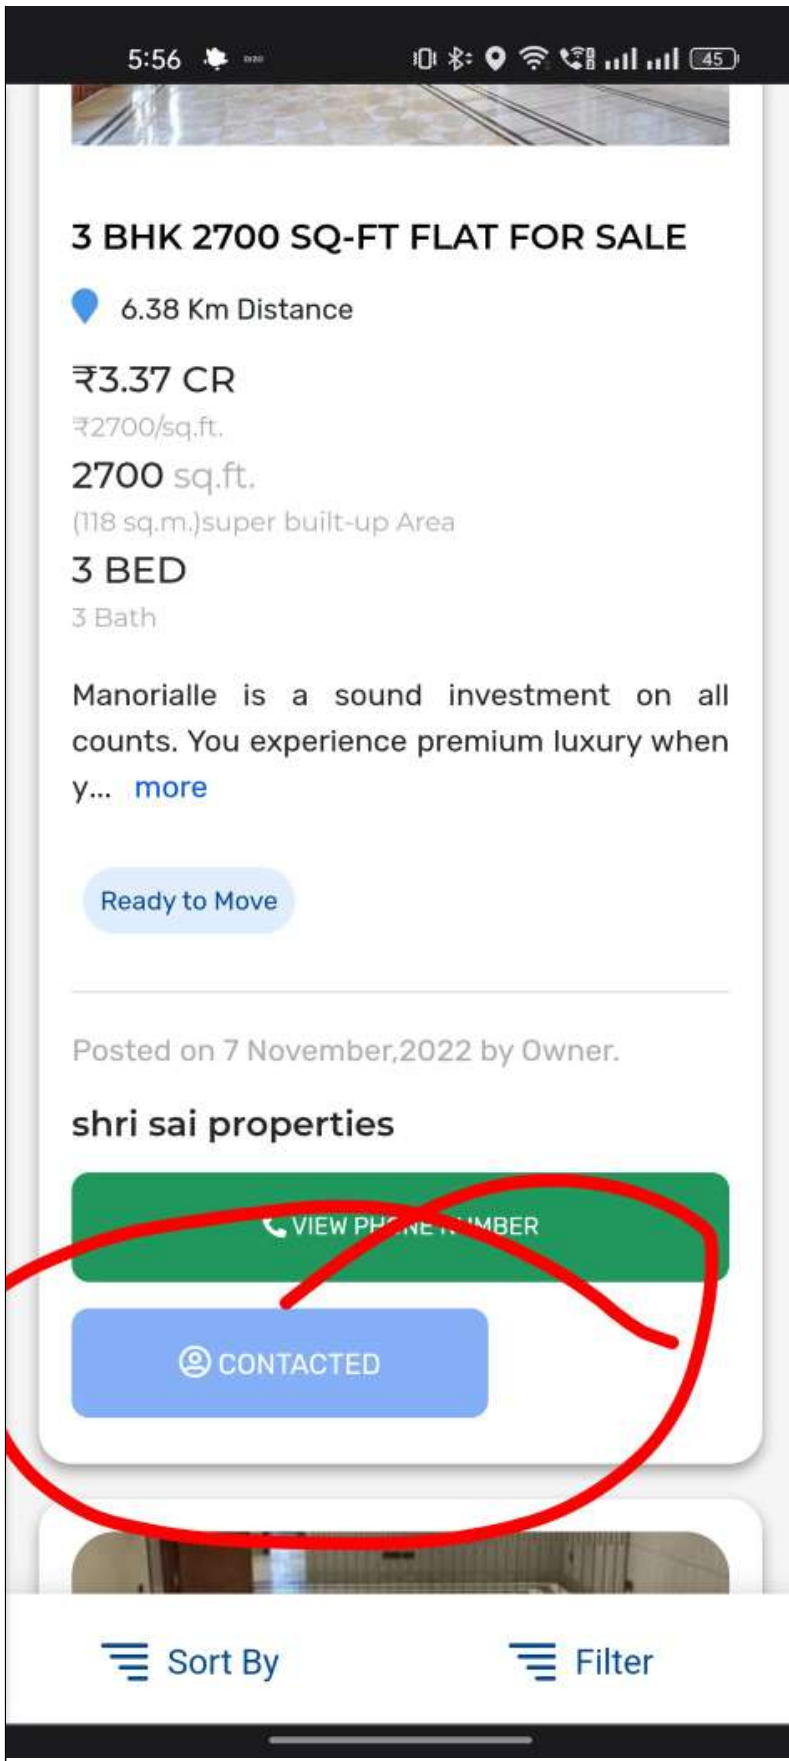 5:56
45
3 BHK 2700 SQ-FT FLAT FOR SALE
6.38 Km Distance
₹3.37 CR
₹2700/sq.ft.
2700 sq.ft.
(118 sq.m.)super built-up Area
3 BED
3 Bath
Manorialle is a sound investment on all
counts. You experience premium luxury when
y... more
Ready to Move
Posted on 7 November,2022 by Owner.
shri sai properties
VIEW PHONE NUMBER
CONTACTED
Sort By
Filter